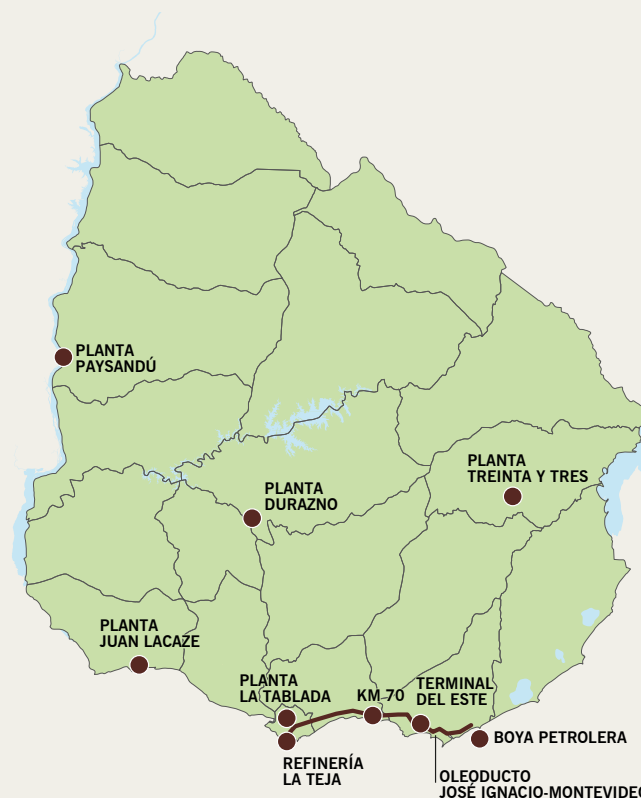 PLANTA
PAYSANDÚ
PLANTA
TREINTA Y TRES
PLANTA
DURAZNO
PLANTA
JUAN LACAZE
PLANTA
LA TABLADA
KM 70
TERMINAL
DEL ESTE
BOYA PETROLERA
REFINERÍA
LA TEJA
OLEODUCTO
JOSÉ IGNACIO-MONTEVIDEO